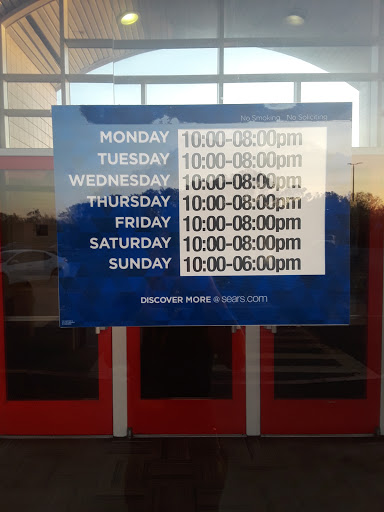 No Smoking. No Soliciting
MONDAY 10:00-08:00pm
TUESDAY 10:00-08:00pm
WEDNESDAY 10:00-08:00pm
THURSDAY 10:00-08:00pm
FRIDAY 10:00-08:00pm
SATURDAY 10:00-08:00pm
SUNDAY 10:00-06:00pm
DISCOVER MORE @ sears.com